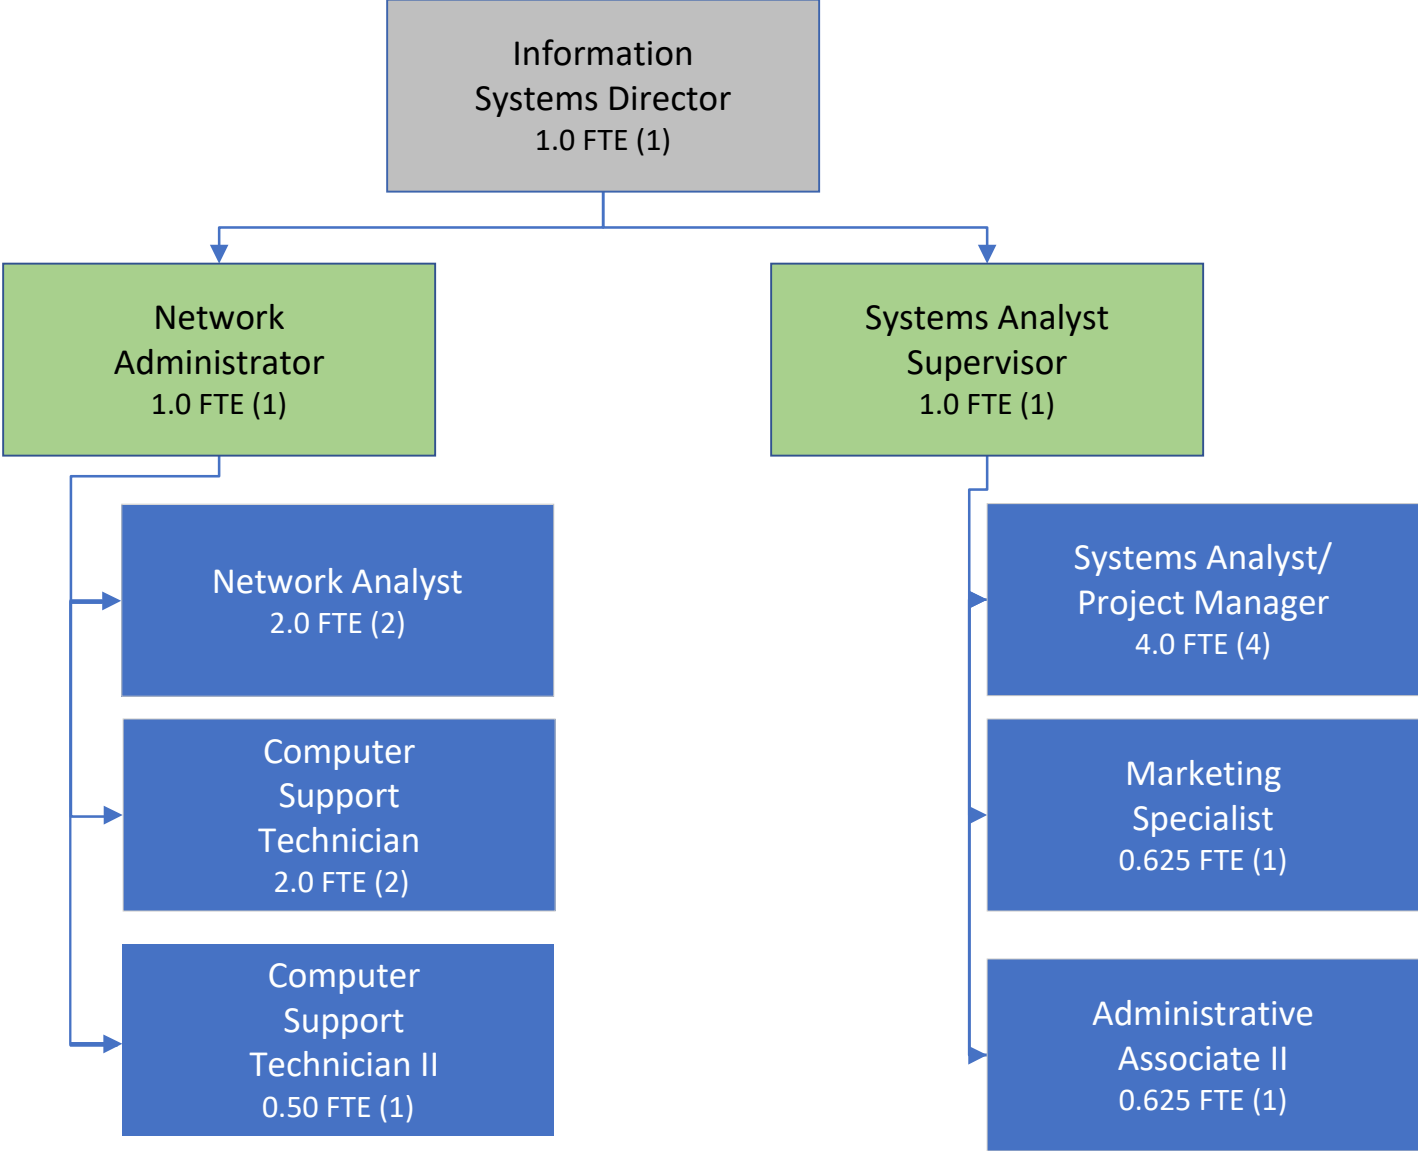 Information
Systems Director
1.0 FTE (1)
Network
Administrator
1.0 FTE (1)
Systems Analyst
Supervisor
1.0 FTE (1)
Network Analyst
2.0 FTE (2)
Computer
Support
Technician
2.0 FTE (2)
Computer
Support
Technician II
0.50 FTE (1)
Systems Analyst/
Project Manager
4.0 FTE (4)
Marketing
Specialist
0.625 FTE (1)
Administrative
Associate II
0.625 FTE (1)